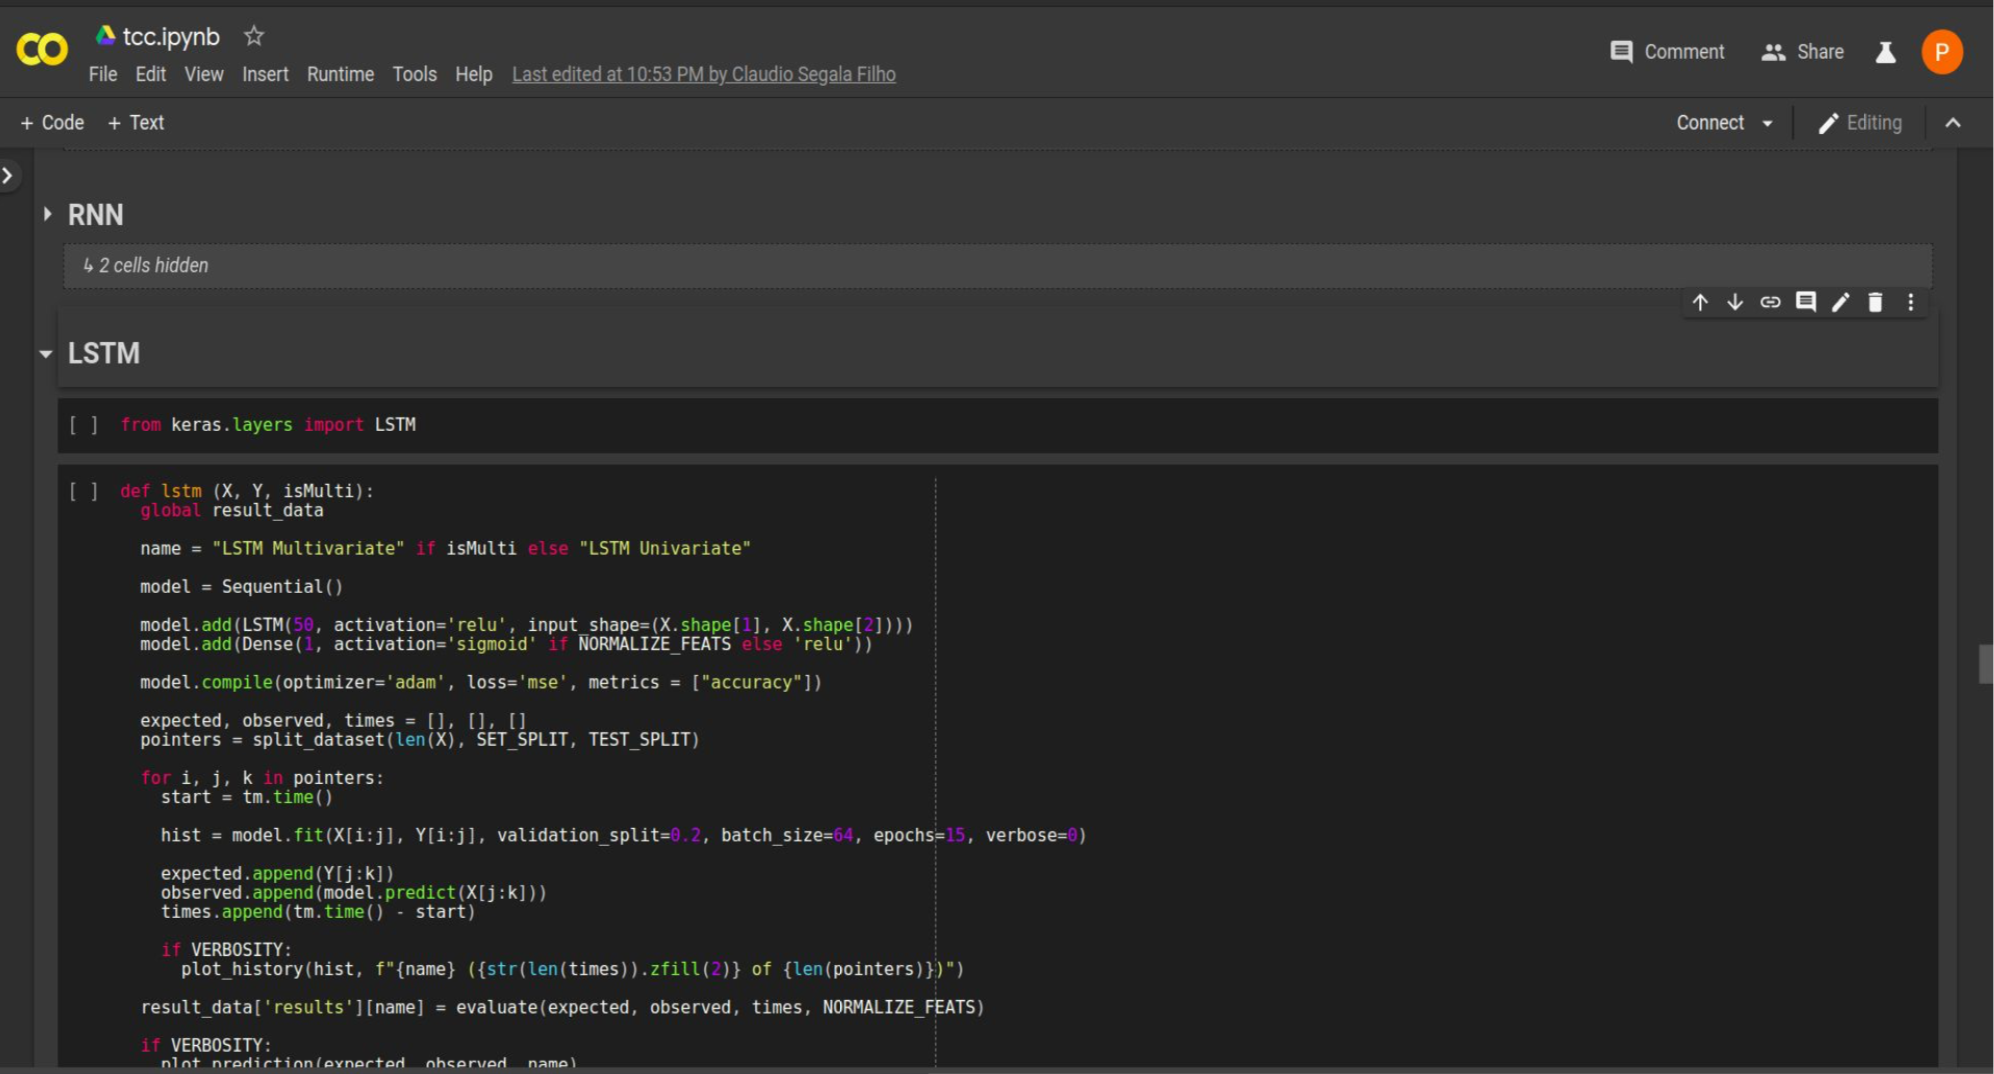 CO tcc.ipynb
File Edit View Insert Runtime Tools Help Last edited at 10:53 PM by Claudio Segala Filho
Comment Share P
+ Code + Text Connect Editing
RNN
↳ 2 cells hidden
LSTM
[ ] from keras.layers import LSTM
[ ] def lstm (X, Y, isMulti):
global result_data
name = "LSTM Multivariate" if isMulti else "LSTM Univariate"
model = Sequential()
model.add(LSTM(50, activation='relu', input_shape=(X.shape[1], X.shape[2])))
model.add(Dense(1, activation='sigmoid' if NORMALIZE_FEATS else 'relu'))
model.compile(optimizer='adam', loss='mse', metrics = ["accuracy"])
expected, observed, times = [], [], []
pointers = split_dataset(len(X), SET_SPLIT, TEST_SPLIT)
for i, j, k in pointers:
start = tm.time()
hist = model.fit(X[i:j], Y[i:j], validation_split=0.2, batch_size=64, epochs=15, verbose=0)
expected.append(Y[j:k])
observed.append(model.predict(X[j:k]))
times.append(tm.time() - start)
if VERBOSITY:
plot_history(hist, f"{name} ({str(len(times)).zfill(2)} of {len(pointers)})")
result_data['results'][name] = evaluate(expected, observed, times, NORMALIZE_FEATS)
if VERBOSITY:
plot_prediction(expected, observed, name)